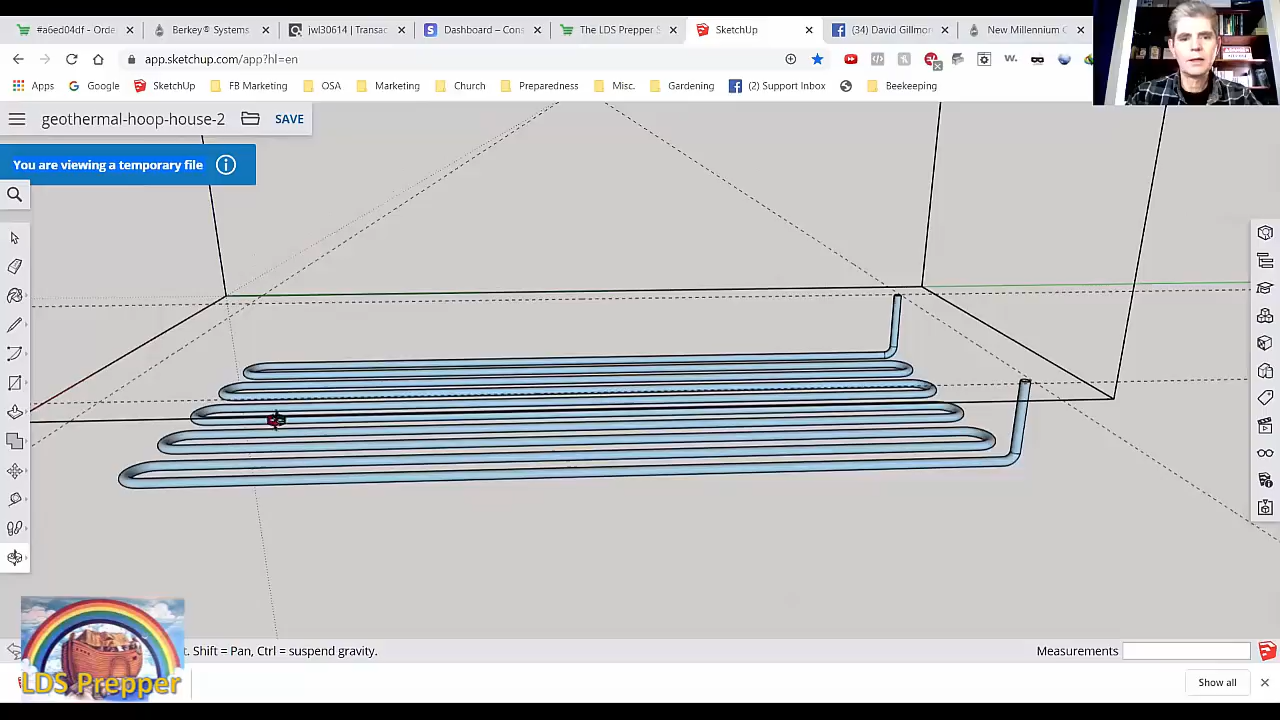 #a6ed04df - Orde
Berkey® Systems
jwl30614 | Transac
Dashboard – Con
The LDS Prepper S
SketchUp
(34) David Gillmor
New Millennium C
app.sketchup.com/app?hl=en
Apps
Google
SketchUp
FB Marketing
OSA
Marketing
Church
Preparedness
Misc.
Gardening
(2) Support Inbox
Beekeeping
geothermal-hoop-house-2
SAVE
You are viewing a temporary file
t. Shift = Pan, Ctrl = suspend gravity.
Measurements
LDS Prepper
Show all